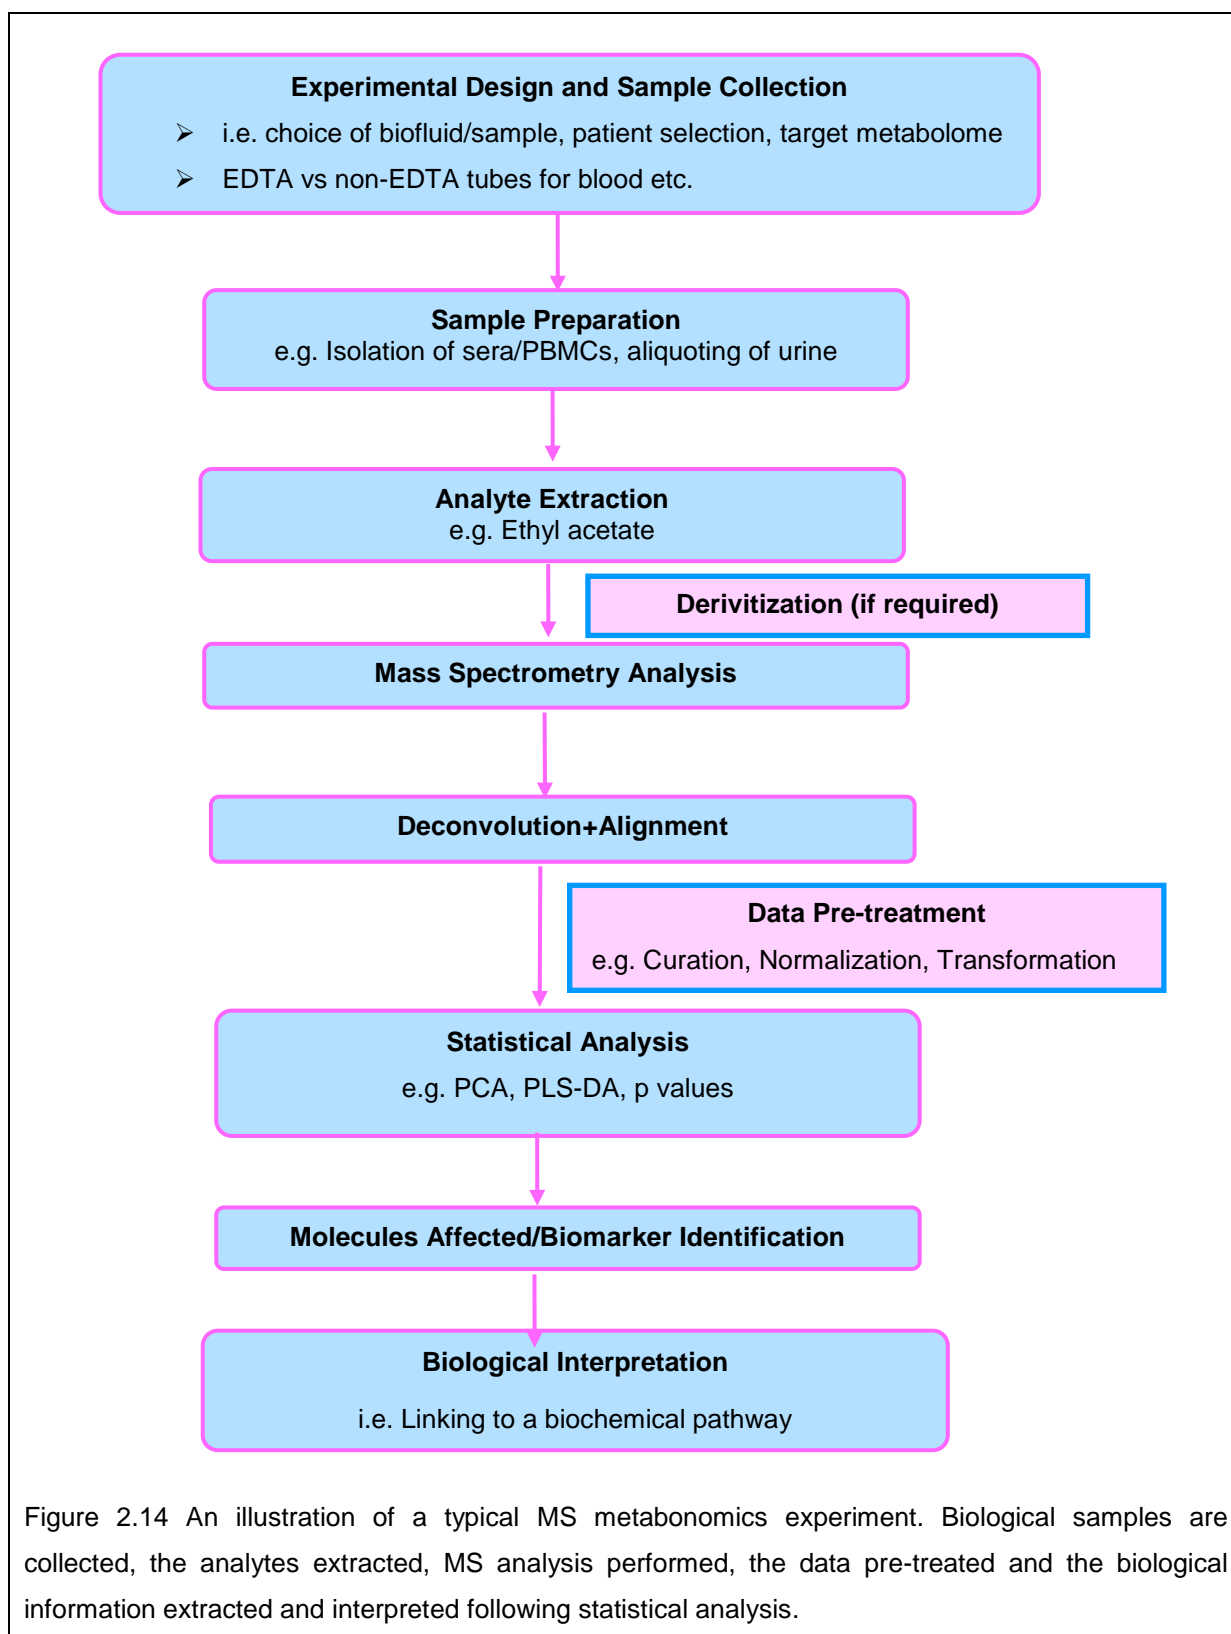 Experimental Design and Sample Collection
➢ i.e. choice of biofluid/sample, patient selection, target metabolome
➢ EDTA vs non-EDTA tubes for blood etc.
Sample Preparation
e.g. Isolation of sera/PBMCs, aliquoting of urine
Analyte Extraction
e.g. Ethyl acetate
Derivitization (if required)
Mass Spectrometry Analysis
Deconvolution+Alignment
Data Pre-treatment
e.g. Curation, Normalization, Transformation
Statistical Analysis
e.g. PCA, PLS-DA, p values
Molecules Affected/Biomarker Identification
Biological Interpretation
i.e. Linking to a biochemical pathway
Figure 2.14 An illustration of a typical MS metabonomics experiment. Biological samples are
collected, the analytes extracted, MS analysis performed, the data pre-treated and the biological
information extracted and interpreted following statistical analysis.